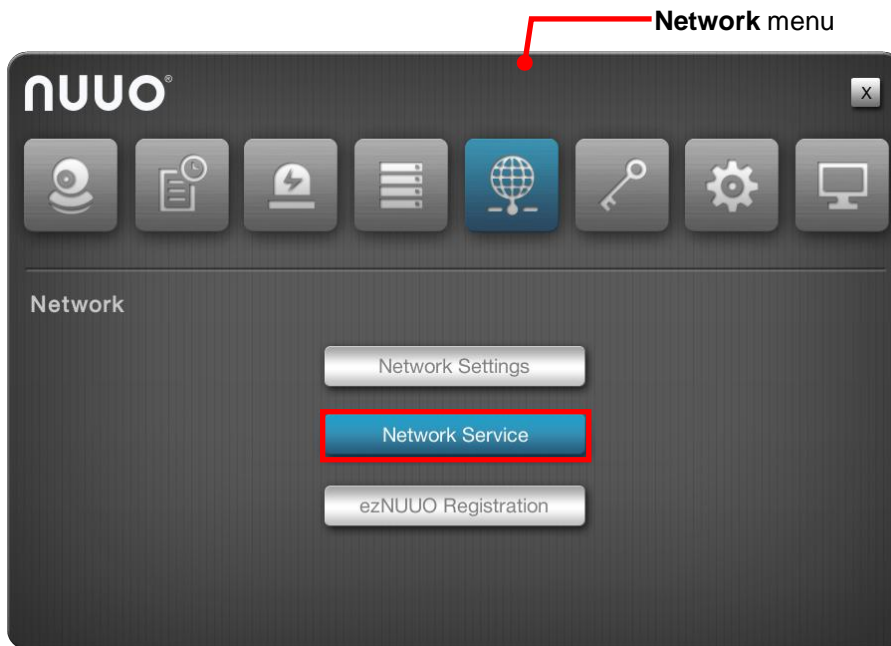 Network menu
nuuo®
X
Network
Network Settings
Network Service
ezNUUO Registration